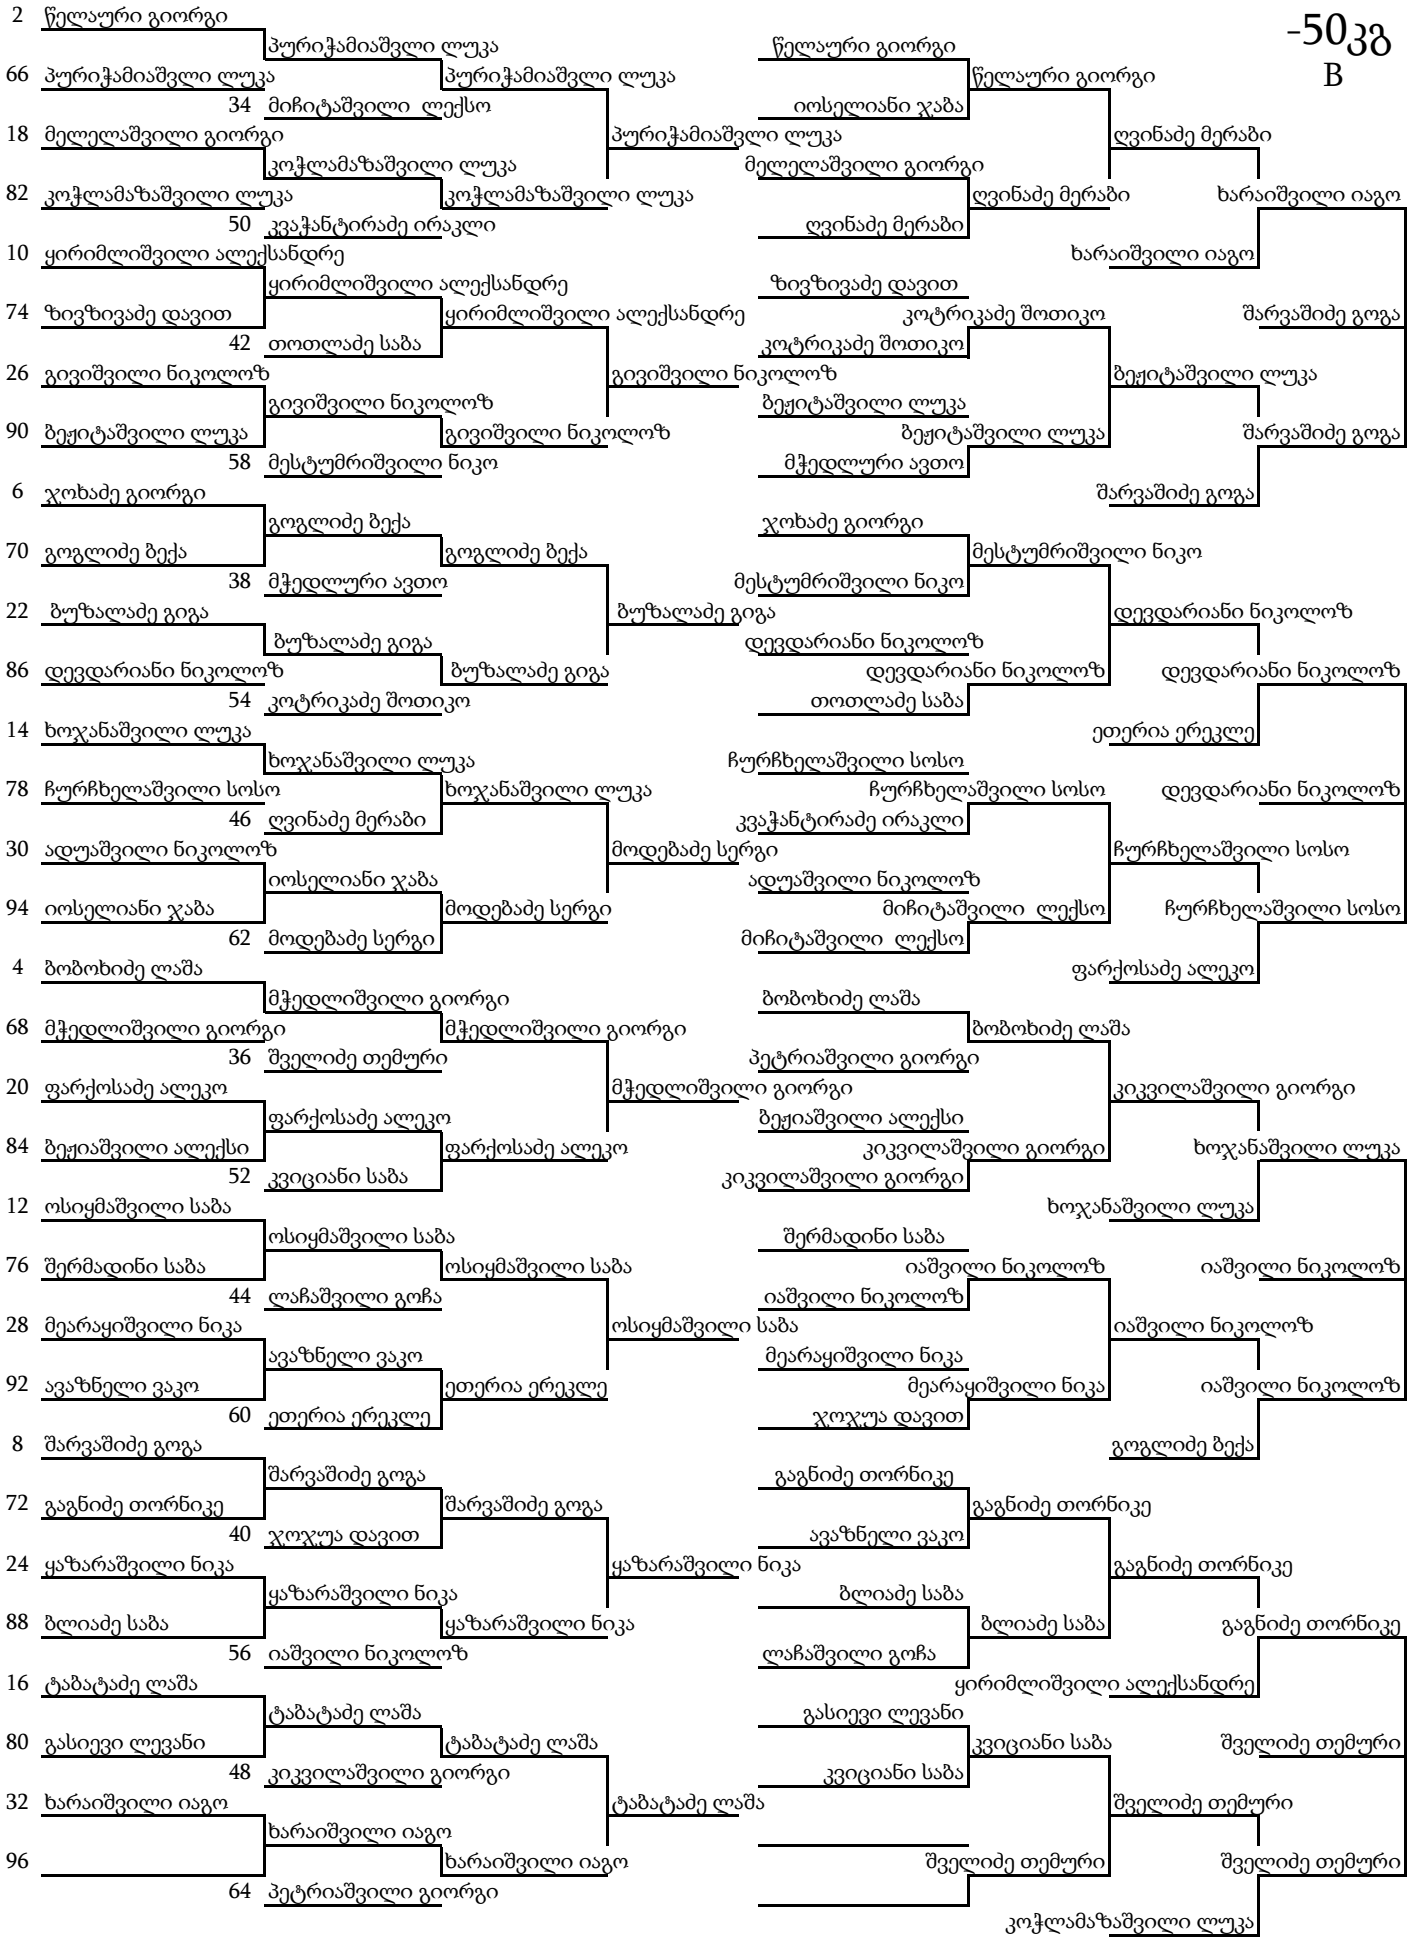 2 წელაური გიორგი
-50კგ
პურიჭამიაშვლი ლუკა წელაური გიორგი
66 პურიჭამიაშვლი ლუკა პურიჭამიაშვლი ლუკა წელაური გიორგი B
34 მიჩიტაშვილი ლექსო იოსელიანი ჯაბა
18 მელელაშვილი გიორგი პურიჭამიაშვლი ლუკა ღვინაძე მერაბი
კოჭლამაზაშვილი ლუკა მელელაშვილი გიორგი
82 კოჭლამაზაშვილი ლუკა კოჭლამაზაშვილი ლუკა ღვინაძე მერაბი ხარაიშვილი იაგო
50 კვაჭანტირაძე ირაკლი ღვინაძე მერაბი
10 ყირიმლიშვილი ალექსანდრე ხარაიშვილი იაგო
ყირიმლიშვილი ალექსანდრე ზივზივაძე დავით
74 ზივზივაძე დავით ყირიმლიშვილი ალექსანდრე კოტრიკაძე შოთიკო შარვაშიძე გოგა
42 თოთლაძე საბა კოტრიკაძე შოთიკო
26 გივიშვილი ნიკოლოზ გივიშვილი ნიკოლოზ ბეჟიტაშვილი ლუკა
გივიშვილი ნიკოლოზ ბეჟიტაშვილი ლუკა
90 ბეჟიტაშვილი ლუკა გივიშვილი ნიკოლოზ ბეჟიტაშვილი ლუკა შარვაშიძე გოგა
58 მესტუმრიშვილი ნიკო მჭედლური ავთო
6 ჯოხაძე გიორგი შარვაშიძე გოგა
გოგლიძე ბექა ჯოხაძე გიორგი
70 გოგლიძე ბექა გოგლიძე ბექა მესტუმრიშვილი ნიკო
38 მჭედლური ავთო მესტუმრიშვილი ნიკო
22 ბუზალაძე გიგა ბუზალაძე გიგა დევდარიანი ნიკოლოზ
ბუზალაძე გიგა დევდარიანი ნიკოლოზ
86 დევდარიანი ნიკოლოზ ბუზალაძე გიგა დევდარიანი ნიკოლოზ დევდარიანი ნიკოლოზ
54 კოტრიკაძე შოთიკო თოთლაძე საბა
14 ხოჯანაშვილი ლუკა ეთერია ერეკლე
ხოჯანაშვილი ლუკა ჩურჩხელაშვილი სოსო
78 ჩურჩხელაშვილი სოსო ხოჯანაშვილი ლუკა ჩურჩხელაშვილი სოსო დევდარიანი ნიკოლოზ
46 ღვინაძე მერაბი კვაჭანტირაძე ირაკლი
30 ადუაშვილი ნიკოლოზ მოდებაძე სერგი ჩურჩხელაშვილი სოსო
იოსელიანი ჯაბა ადუაშვილი ნიკოლოზ
94 იოსელიანი ჯაბა მოდებაძე სერგი მიჩიტაშვილი ლექსო ჩურჩხელაშვილი სოსო
62 მოდებაძე სერგი მიჩიტაშვილი ლექსო
4 ბობოხიძე ლაშა ფარქოსაძე ალეკო
მჭედლიშვილი გიორგი ბობოხიძე ლაშა
68 მჭედლიშვილი გიორგი მჭედლიშვილი გიორგი ბობოხიძე ლაშა
36 შველიძე თემური პეტრიაშვილი გიორგი
20 ფარქოსაძე ალეკო მჭედლიშვილი გიორგი კიკვილაშვილი გიორგი
ფარქოსაძე ალეკო ბეჟიაშვილი ალექსი
84 ბეჟიაშვილი ალექსი ფარქოსაძე ალეკო კიკვილაშვილი გიორგი ხოჯანაშვილი ლუკა
52 კვიციანი საბა კიკვილაშვილი გიორგი
12 ოსიყმაშვილი საბა ხოჯანაშვილი ლუკა
ოსიყმაშვილი საბა შერმადინი საბა
76 შერმადინი საბა ოსიყმაშვილი საბა იაშვილი ნიკოლოზ იაშვილი ნიკოლოზ
44 ლაჩაშვილი გოჩა იაშვილი ნიკოლოზ
28 მეარაყიშვილი ნიკა ოსიყმაშვილი საბა იაშვილი ნიკოლოზ
ავაზნელი ვაკო მეარაყიშვილი ნიკა
92 ავაზნელი ვაკო ეთერია ერეკლე მეარაყიშვილი ნიკა იაშვილი ნიკოლოზ
60 ეთერია ერეკლე ჯოჯუა დავით
8 შარვაშიძე გოგა გოგლიძე ბექა
შარვაშიძე გოგა გაგნიძე თორნიკე
72 გაგნიძე თორნიკე შარვაშიძე გოგა გაგნიძე თორნიკე
40 ჯოჯუა დავით ავაზნელი ვაკო
24 ყაზარაშვილი ნიკა ყაზარაშვილი ნიკა გაგნიძე თორნიკე
ყაზარაშვილი ნიკა ბლიაძე საბა
88 ბლიაძე საბა ყაზარაშვილი ნიკა ბლიაძე საბა გაგნიძე თორნიკე
56 იაშვილი ნიკოლოზ ლაჩაშვილი გოჩა
16 ტაბატაძე ლაშა ყირიმლიშვილი ალექსანდრე
ტაბატაძე ლაშა გასიევი ლევანი
80 გასიევი ლევანი ტაბატაძე ლაშა კვიციანი საბა შველიძე თემური
48 კიკვილაშვილი გიორგი კვიციანი საბა
32 ხარაიშვილი იაგო ტაბატაძე ლაშა შველიძე თემური
ხარაიშვილი იაგო
96 ხარაიშვილი იაგო შველიძე თემური შველიძე თემური
64 პეტრიაშვილი გიორგი
კოჭლამაზაშვილი ლუკა